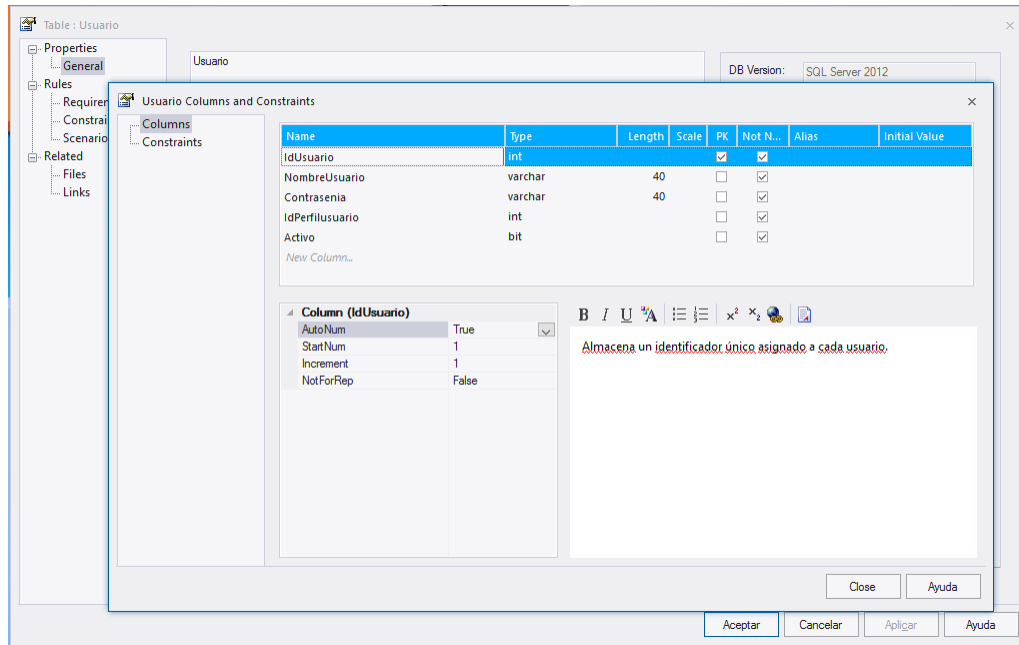 Table : Usuario
Properties
General
Rules
Requirer
Constrai
Scenario
Related
Files
Links
Usuario
DB Version:
SQL Server 2012
Usuario Columns and Constraints
Columns
Constraints
Name Type Length Scale PK Not N... Alias Initial Value
IdUsuario int
NombreUsuario varchar 40
Contrasenia varchar 40
IdPerfilusuario int
Activo bit
New Column...
Column (IdUsuario)
AutoNum True
StartNum 1
Increment 1
NotForRep False
B I U A x² x₂
Almacena un identificador único asignado a cada usuario.
Close Ayuda
Aceptar Cancelar Aplicar Ayuda